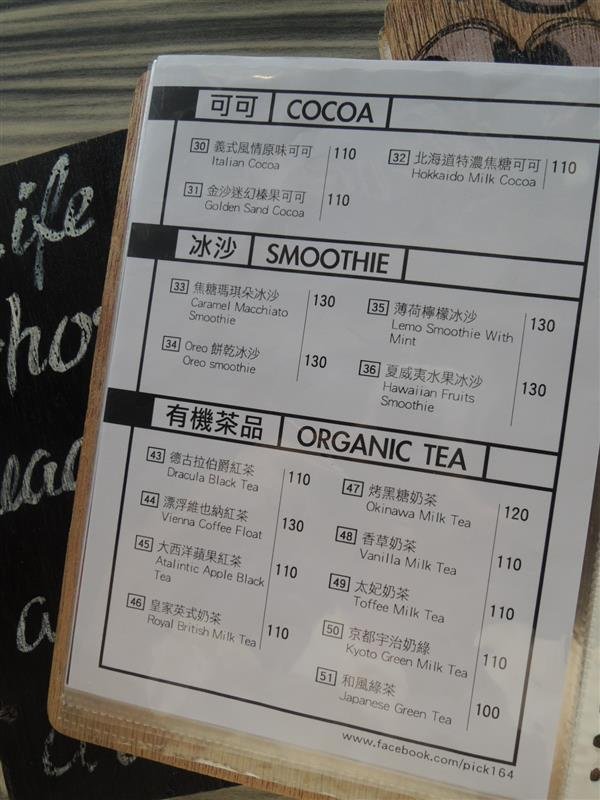 可可 COCOA
30 義式風情原味可可 110
Italian Cocoa
31 金沙迷幻榛果可可 110
Golden Sand Cocoa
32 北海道特濃焦糖可可 110
Hokkaido Milk Cocoa
冰沙 SMOOTHIE
33 焦糖瑪琪朵冰沙 130
Caramel Macchiato
Smoothie
34 Oreo 餅乾冰沙 130
Oreo smoothie
35 薄荷檸檬冰沙 130
Lemo Smoothie With
Mint
36 夏威夷水果冰沙 130
Hawaiian Fruits
Smoothie
有機茶品 ORGANIC TEA
43 德古拉伯爵紅茶 110
Dracula Black Tea
44 漂浮維也納紅茶 130
Vienna Coffee Float
45 大西洋蘋果紅茶 110
Atalintic Apple Black
Tea
46 皇家英式奶茶 110
Royal British Milk Tea
47 烤黑糖奶茶 120
Okinawa Milk Tea
48 香草奶茶 110
Vanilla Milk Tea
49 太妃奶茶 110
Toffee Milk Tea
50 京都宇治奶綠 110
Kyoto Green Milk Tea
51 和風綠茶 100
Japanese Green Tea
www.facebook.com/pick164